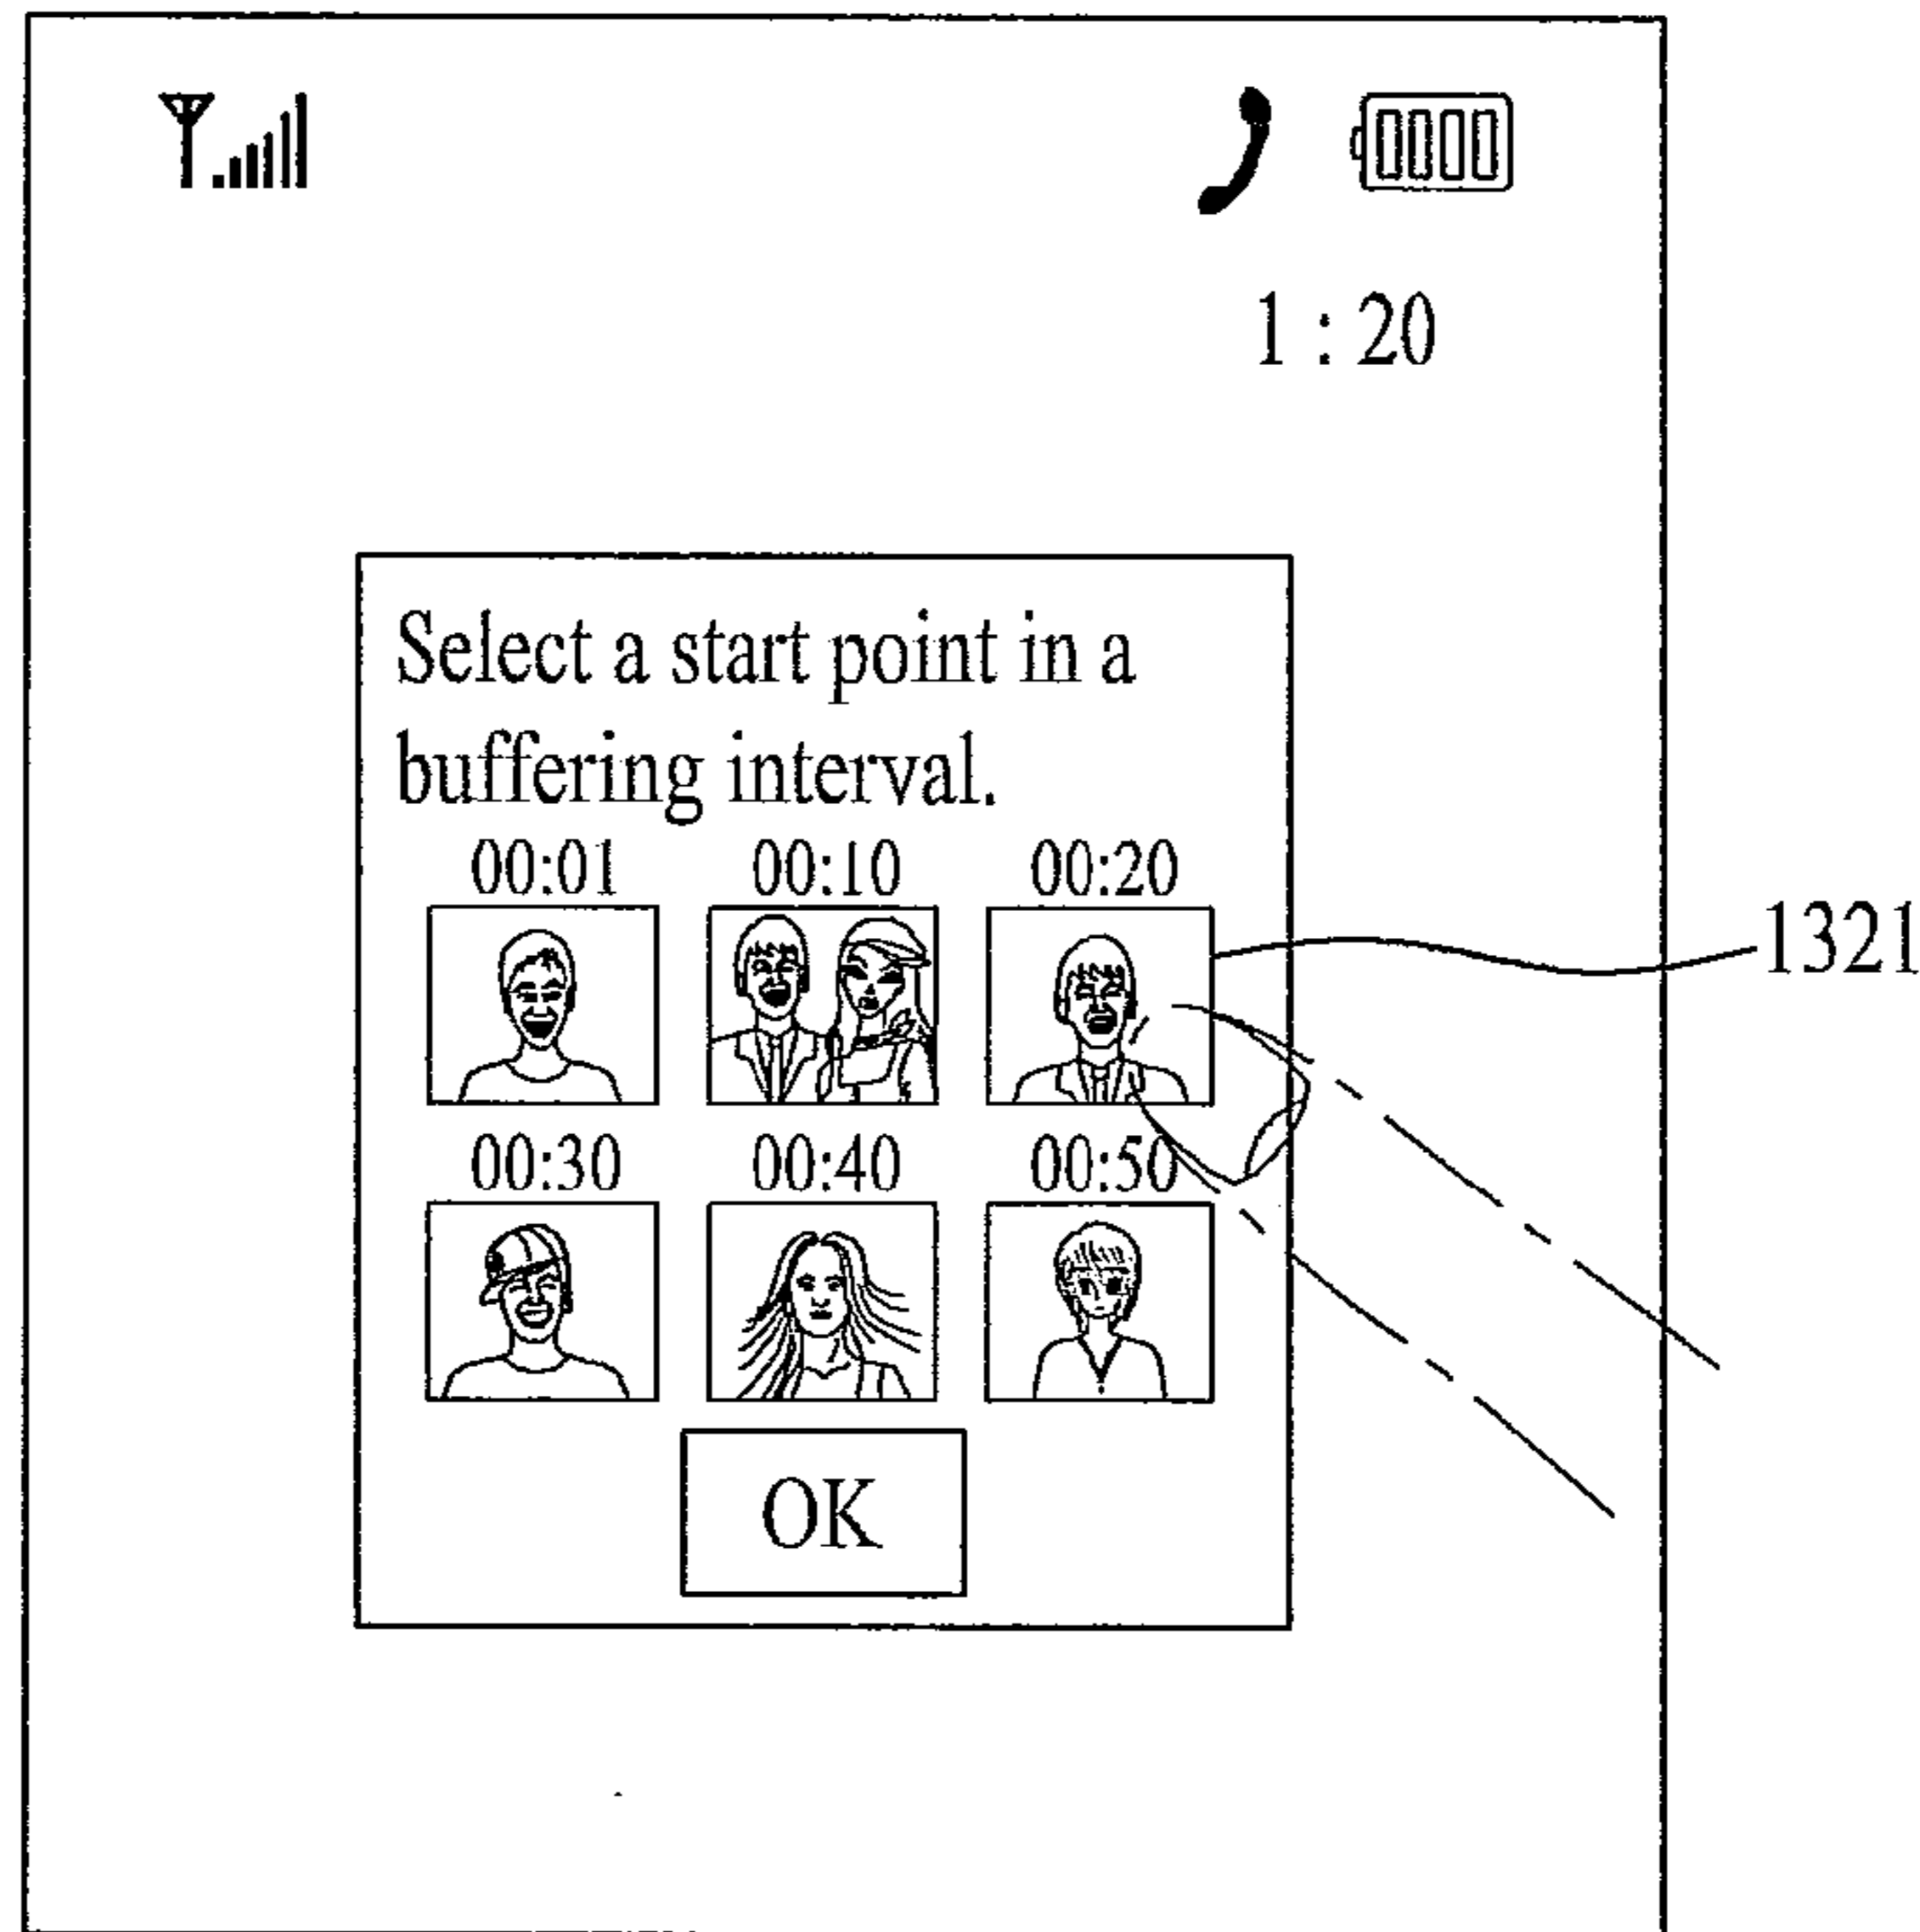 1 : 20
Select a start point in a
buffering interval.
00:01 00:10 00:20
1321
00:30 00:40 00:50
OK